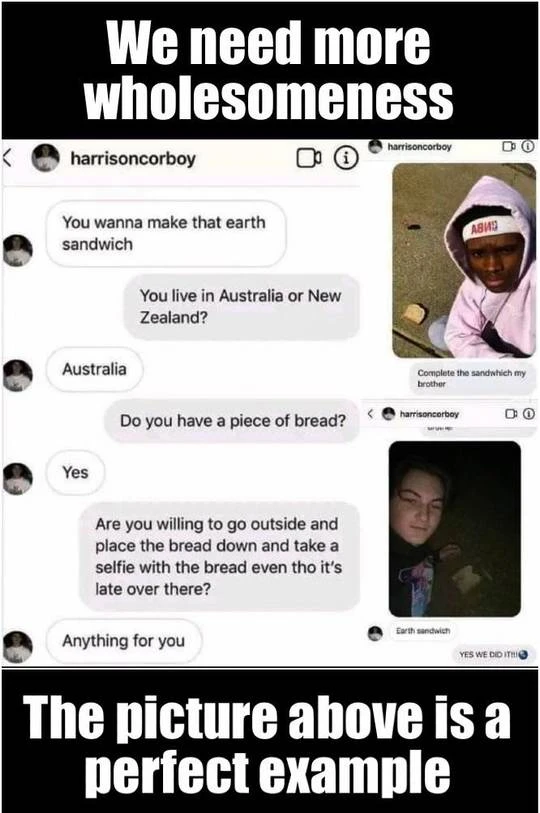 We need more
wholesomeness
harrisoncorboy
You wanna make that earth
sandwich
You live in Australia or New
Zealand?
Australia
Do you have a piece of bread?
Yes
Are you willing to go outside and
place the bread down and take a
selfie with the bread even tho it's
late over there?
Anything for you
harrisoncorboy
Complete the sandwhich my
brother
harrisoncorboy
Earth sandwich
YES WE DID IT!!!🌏
The picture above is a
perfect example